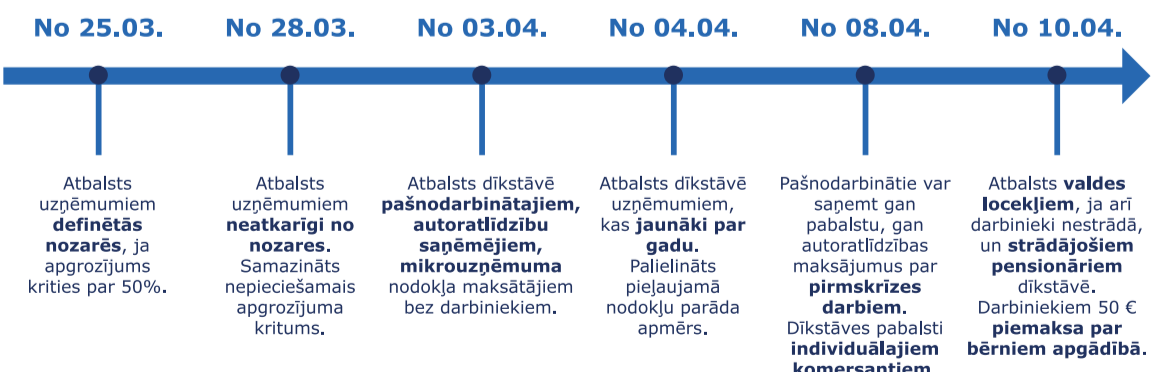 No 25.03.
No 28.03.
No 03.04.
No 04.04.
No 08.04.
No 10.04.
Atbalsts
uzņēmumiem
definētās
nozarēs, ja
apgrozījums
krities par 50%.
Atbalsts
uzņēmumiem
neatkarīgi no
nozares.
Samazināts
nepieciešamais
apgrozījuma
kritums.
Atbalsts dīkstāvē
pašnodarbinātajiem,
autoratlīdzību
saņēmējiem,
mikrouzņēmuma
nodokļa maksātājiem
bez darbiniekiem.
Atbalsts dīkstāvē
uzņēmumiem,
kas jaunāki par
gadu.
Palielināts
pieļaujamā
nodokļu parāda
apmērs.
Pašnodarbinātie var
saņemt gan
pabalstu, gan
autoratlīdzības
maksājumus par
pirmskrīzes
darbiem.
Dīkstāves pabalsti
individuālajiem
komersantiem
Atbalsts valdes
locekļiem, ja arī
darbinieki nestrādā,
un strādājošiem
pensionāriem
dīkstāvē.
Darbiniekiem 50 €
piemaksa par
bērniem apgādībā.